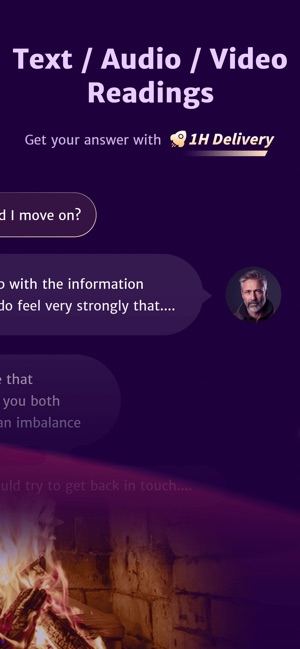 Text / Audio / Video
Readings
Get your answer with 1H Delivery
d I move on?
with the information
do feel very strongly that....
that
you both
an imbalance
uld try to get back in touch....